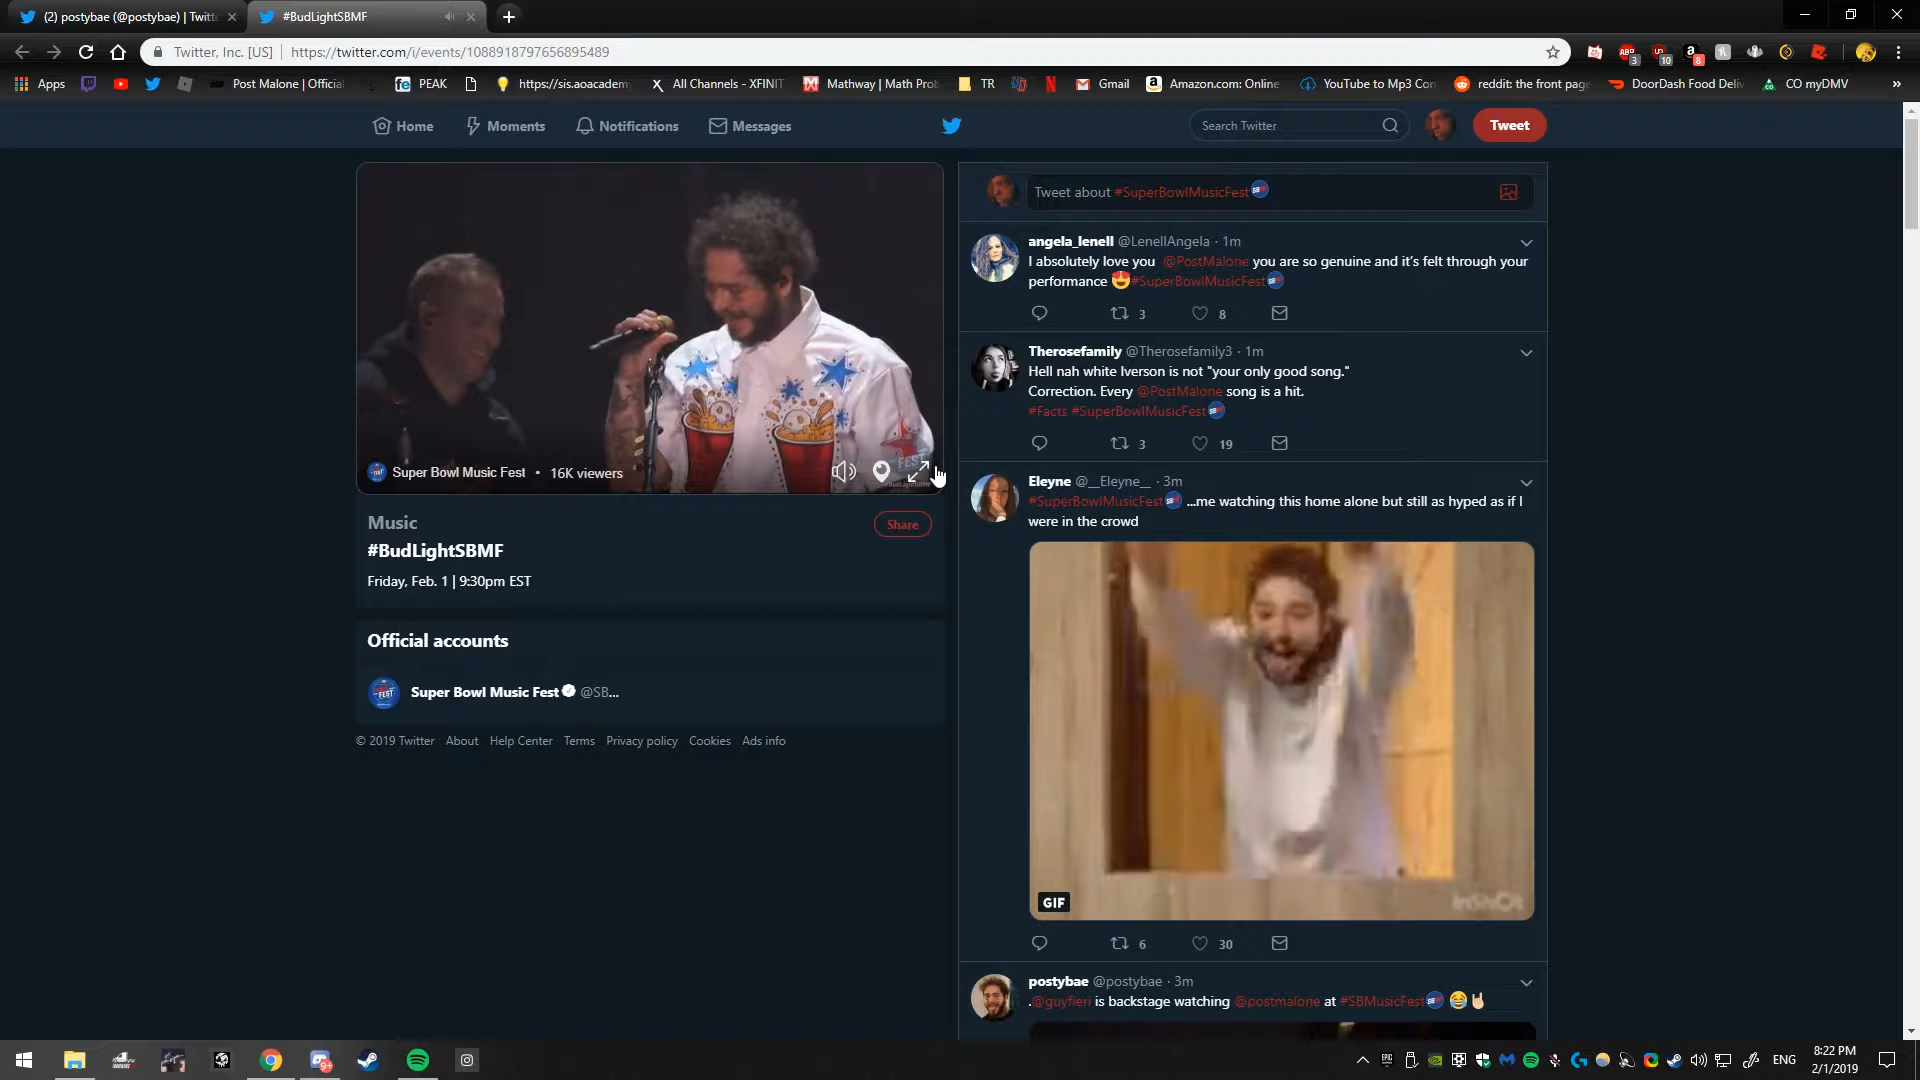 (2) postybae (@postybae) | Twitt
#BudLightSBMF
Twitter, Inc. [US]
https://twitter.com/i/events/1088918797656895489
3
10
8
Apps
Post Malone | Official
PEAK
https://sis.aoacademy
All Channels - XFINIT
Mathway | Math Pro
TR
Gmail
Amazon.com: Online
YouTube to Mp3 Con
reddit: the front page
DoorDash Food Deliv
CO myDMV
»
Home
Moments
Notifications
Messages
Search Twitter
Tweet
Super Bowl Music Fest • 16K viewers
Music
Share
#BudLightSBMF
Friday, Feb. 1 | 9:30pm EST
Official accounts
Super Bowl Music Fest @SB...
© 2019 Twitter About Help Center Terms Privacy policy Cookies Ads info
Tweet about #SuperBowlMusicFest
angela_lenell @LenellAngela · 1m
I absolutely love you @PostMalone you are so genuine and it's felt through your
performance 😍#SuperBowlMusicFest
3 8
Therosefamily @Therosefamily3 · 1m
Hell nah white Iverson is not "your only good song."
Correction. Every @PostMalone song is a hit.
#Facts #SuperBowlMusicFest
3 19
Eleyne @__Eleyne__ · 3m
#SuperBowlMusicFest ...me watching this home alone but still as hyped as if I
were in the crowd
GIF
InShOt
6 30
postybae @postybae · 3m
.@guyfieri is backstage watching @postmalone at #SBMusicFest 😂🤘🏻
9+
ENG
8:22 PM
2/1/2019